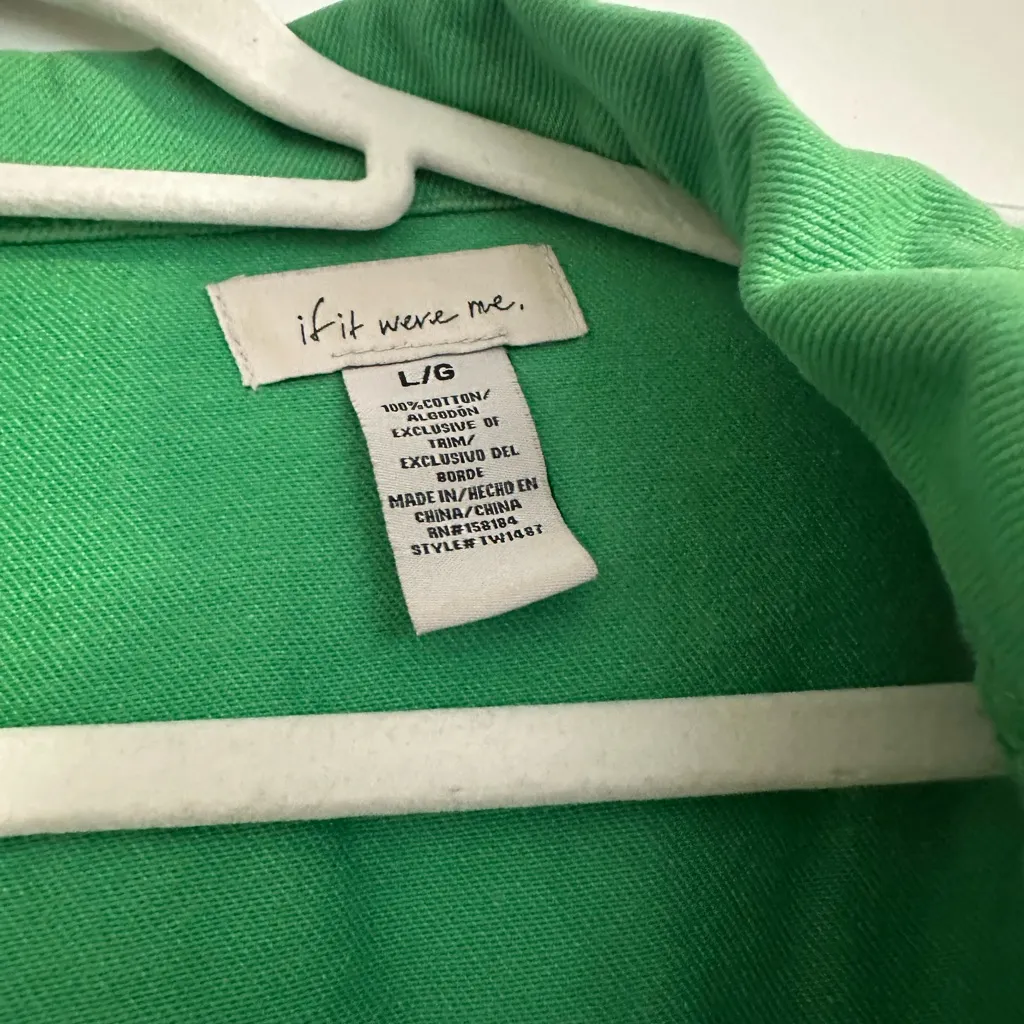 if it were me.
L/G
100%COTTON/
ALGODÓN
EXCLUSIVE OF
TRIM/
EXCLUSIVO DEL
BORDE
MADE IN/HECHO EN
CHINA/CHINA
RN#158184
STYLE#TW1487